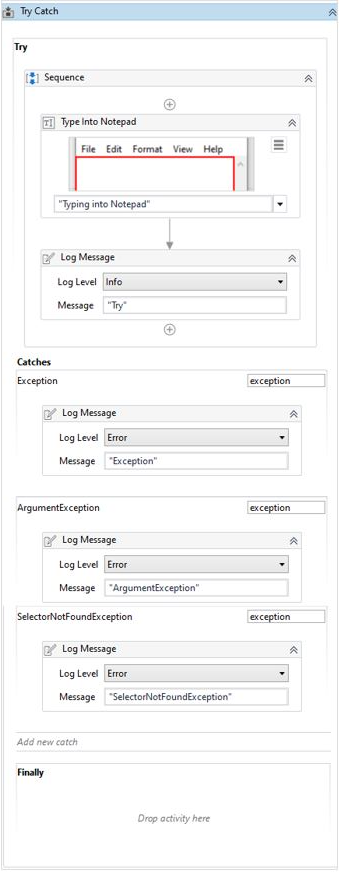 Try Catch
Try
Sequence
Type Into Notepad
File Edit Format View Help
"Typing into Notepad"
Log Message
Log Level Info
Message "Try"
Catches
Exception exception
Log Message
Log Level Error
Message "Exception"
ArgumentException exception
Log Message
Log Level Error
Message "ArgumentException"
SelectorNotFoundException exception
Log Message
Log Level Error
Message "SelectorNotFoundException"
Add new catch
Finally
Drop activity here